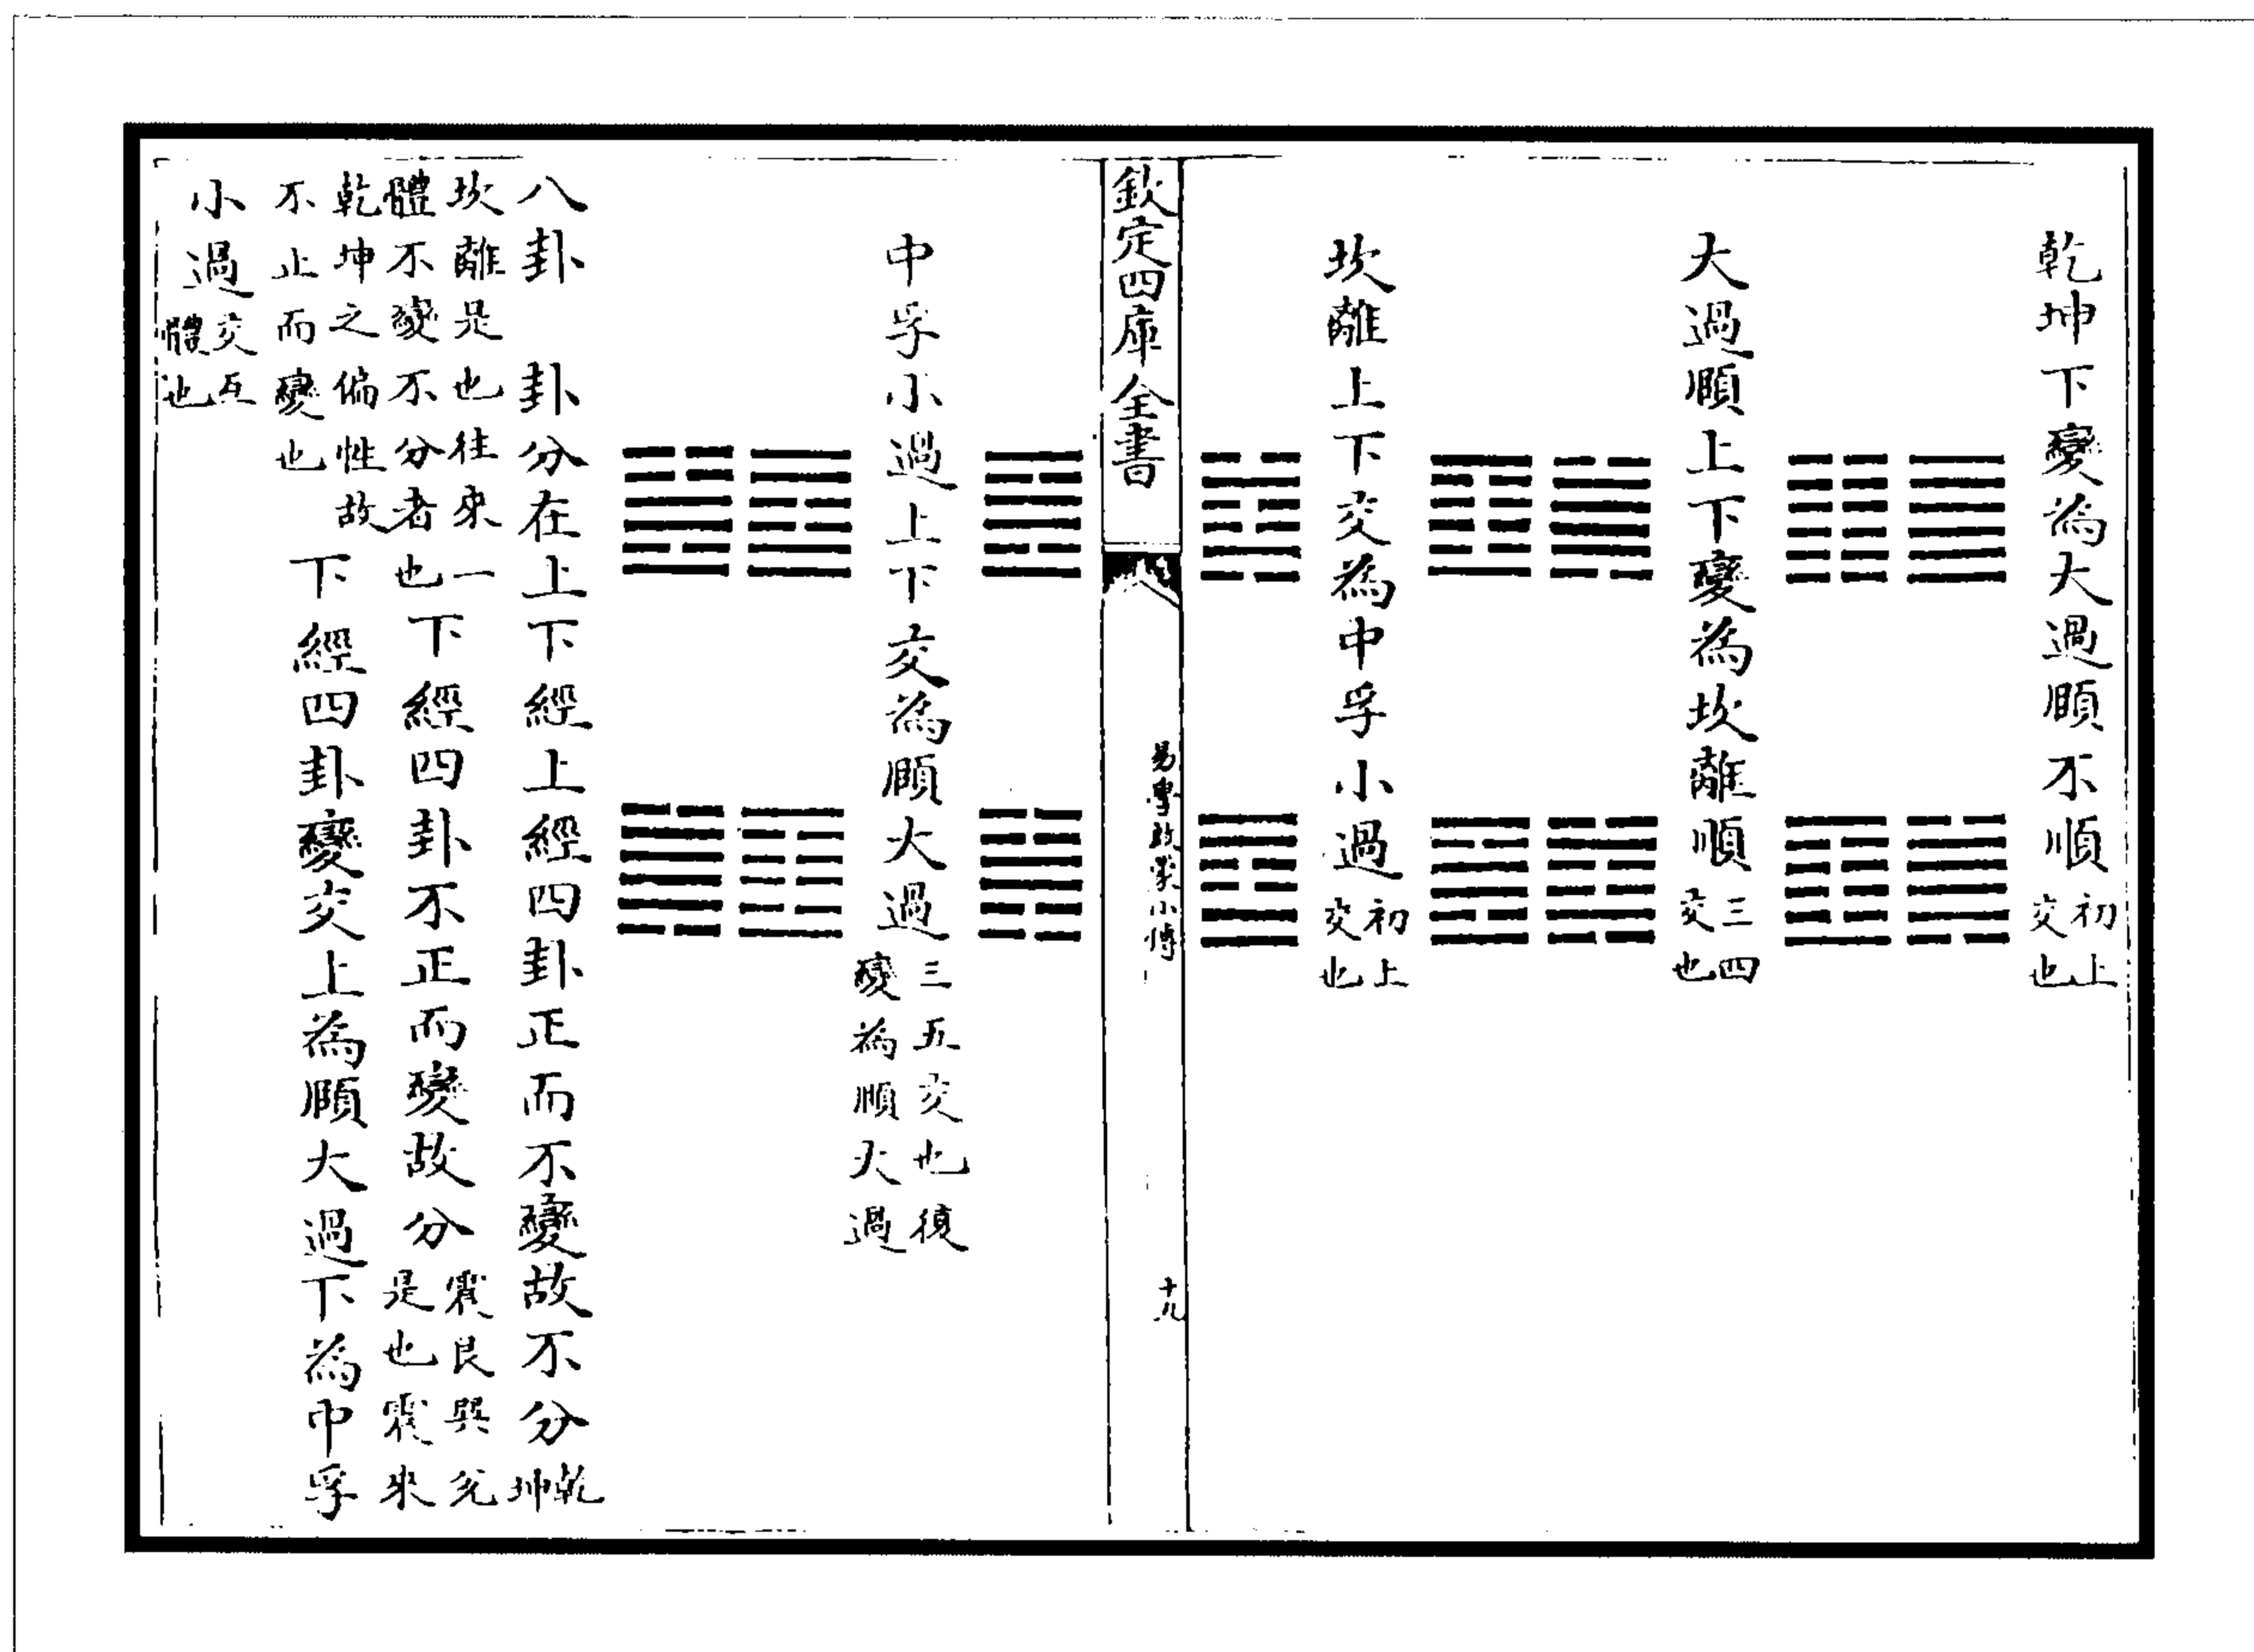 乾坤下變為大過頤不順初上交也
大過頤上下變為坎離順三四交也
坎離上下交為中孚小過初上交也
欽定四庫全書
易學啟蒙小傳
十九
中孚小過上下交為頤大過三五交也復變為頤大過
八卦　卦分在上下經上經四卦正而不變故不分乾坤
坎離是也往來一體不變不分者也下經四卦不正而變故分震艮巽兌是也震來
乾坤之偏性故不止而變也下經四卦變交上為頤大過下為中孚
小過交互體也